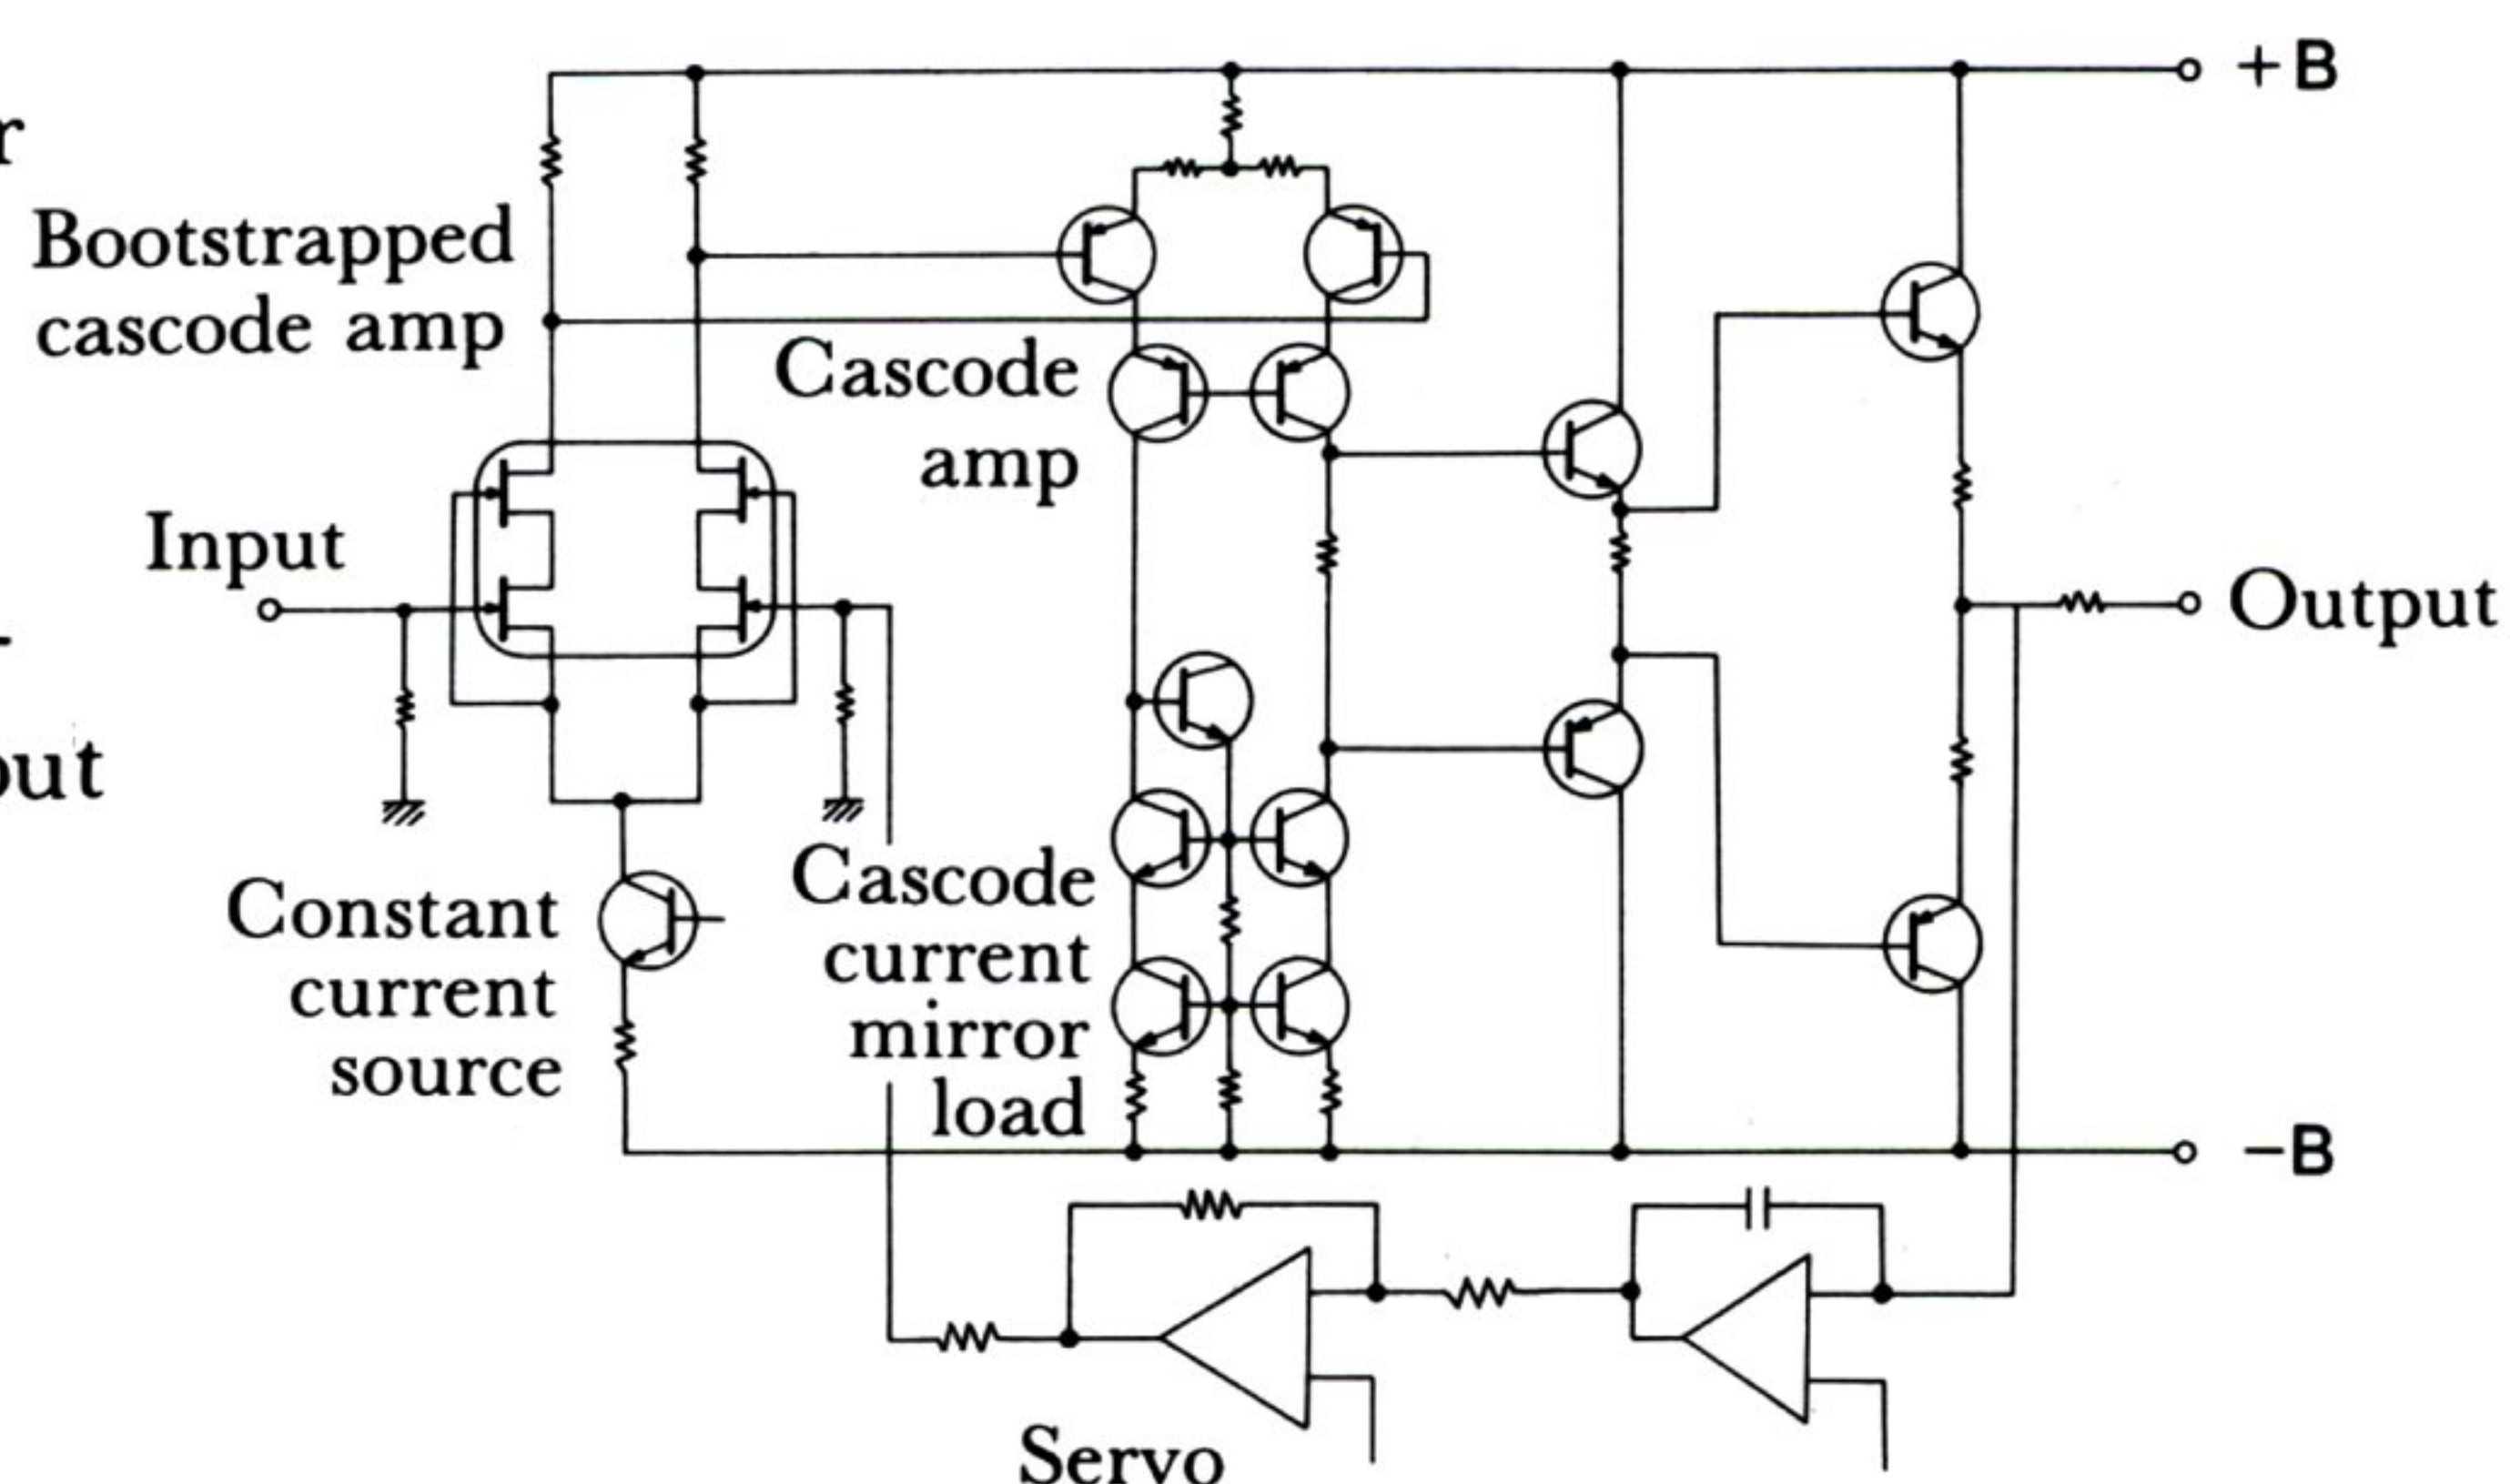 +B
Bootstrapped
cascode amp
Cascode
amp
Input
Output
Constant
current
source
Cascode
current
mirror
load
−B
Servo